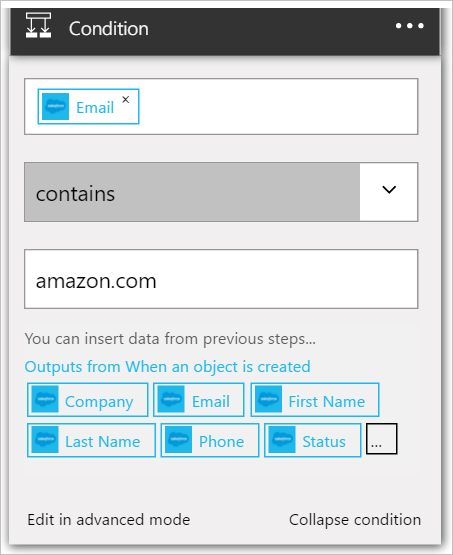 Condition
...
Email ×
contains
amazon.com
You can insert data from previous steps...
Outputs from When an object is created
Company Email First Name
Last Name Phone Status ...
Edit in advanced mode Collapse condition